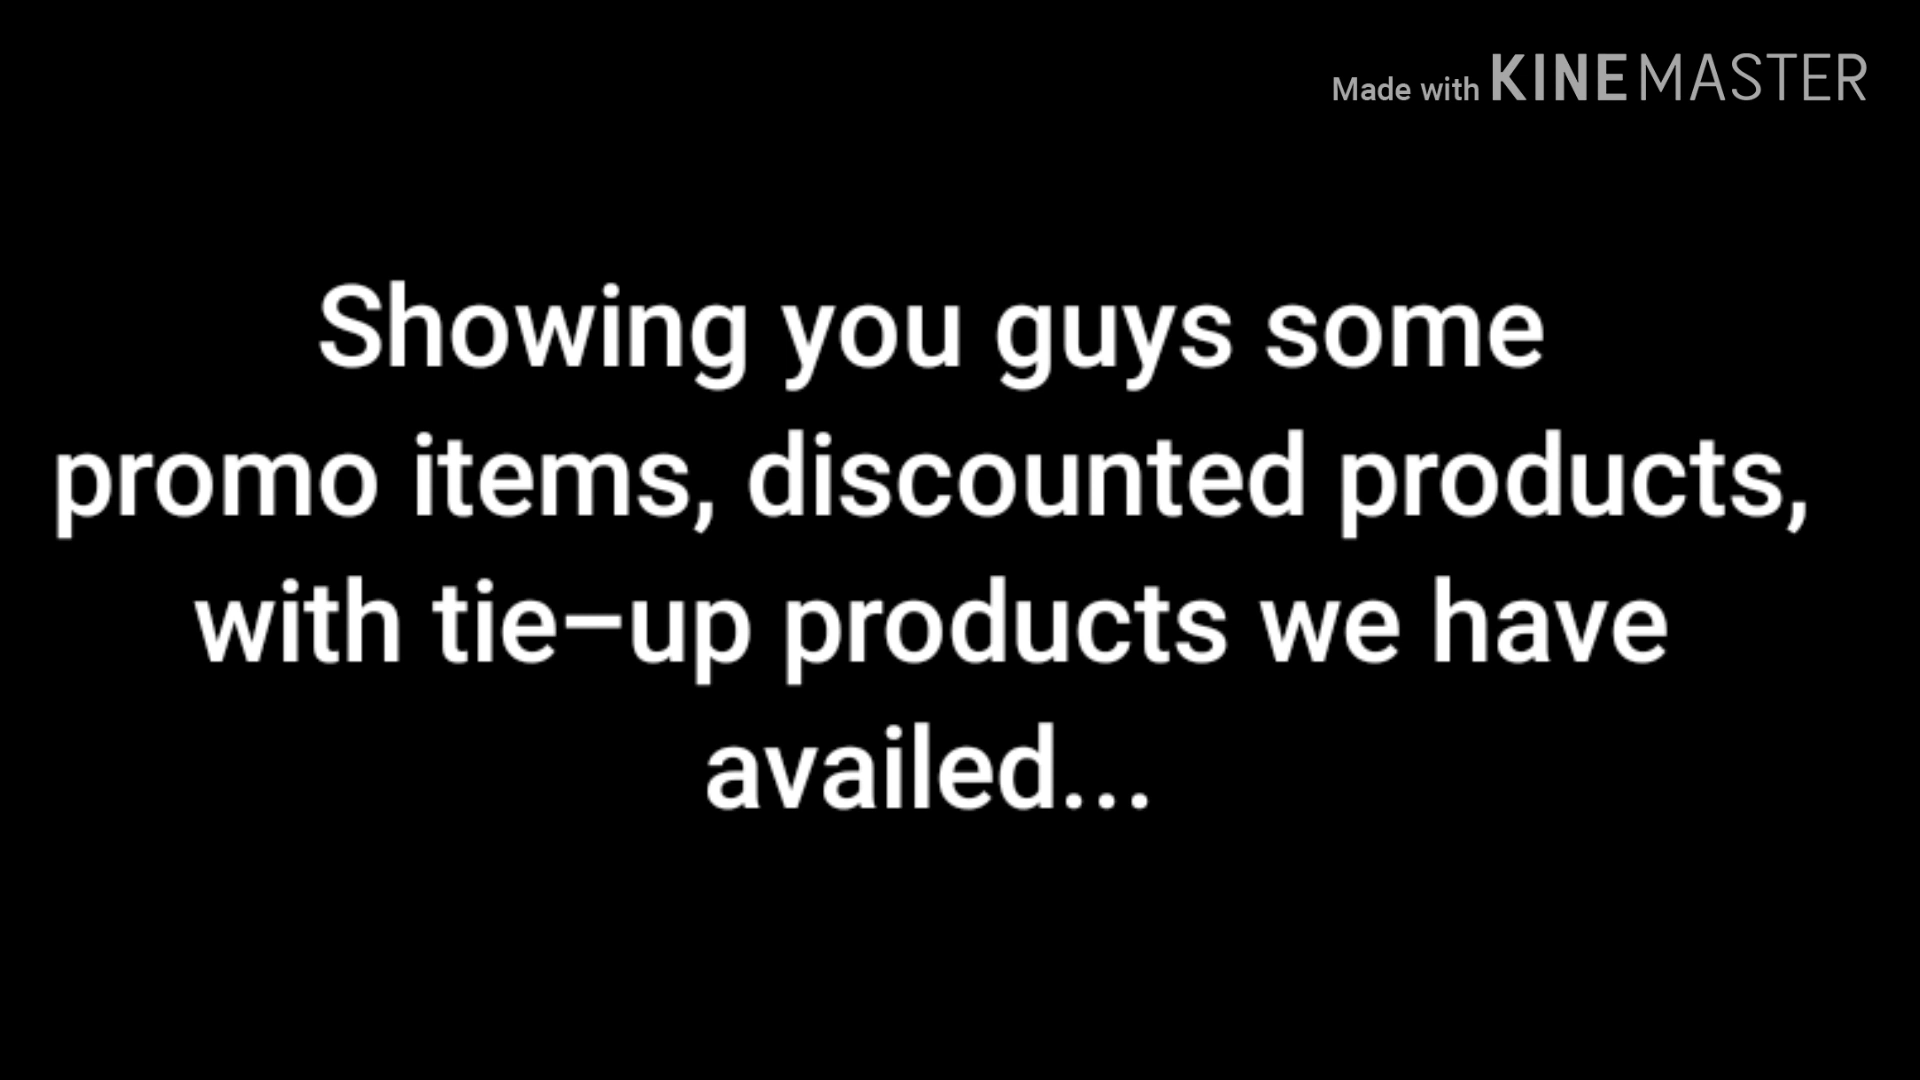 Made with KINEMASTER
Showing you guys some
promo items, discounted products,
with tie–up products we have
availed...